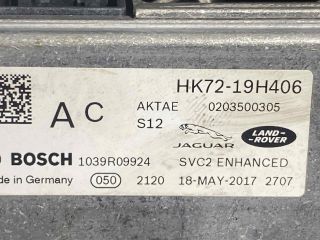 HK72-19H406
AC AKTAE 0203500305
S12 JAGUAR LAND-ROVER
BOSCH 1039R09924 SVC2 ENHANCED
de in Germany 050 2120 18-MAY-2017 2707